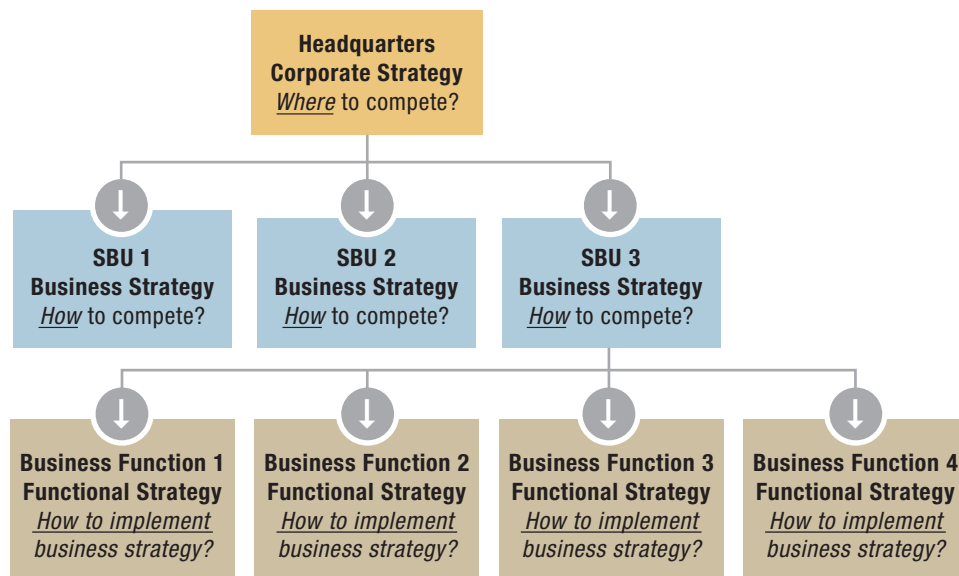 Headquarters
Corporate Strategy
Where to compete?
SBU 1
Business Strategy
How to compete?
SBU 2
Business Strategy
How to compete?
SBU 3
Business Strategy
How to compete?
Business Function 1
Functional Strategy
How to implement
business strategy?
Business Function 2
Functional Strategy
How to implement
business strategy?
Business Function 3
Functional Strategy
How to implement
business strategy?
Business Function 4
Functional Strategy
How to implement
business strategy?